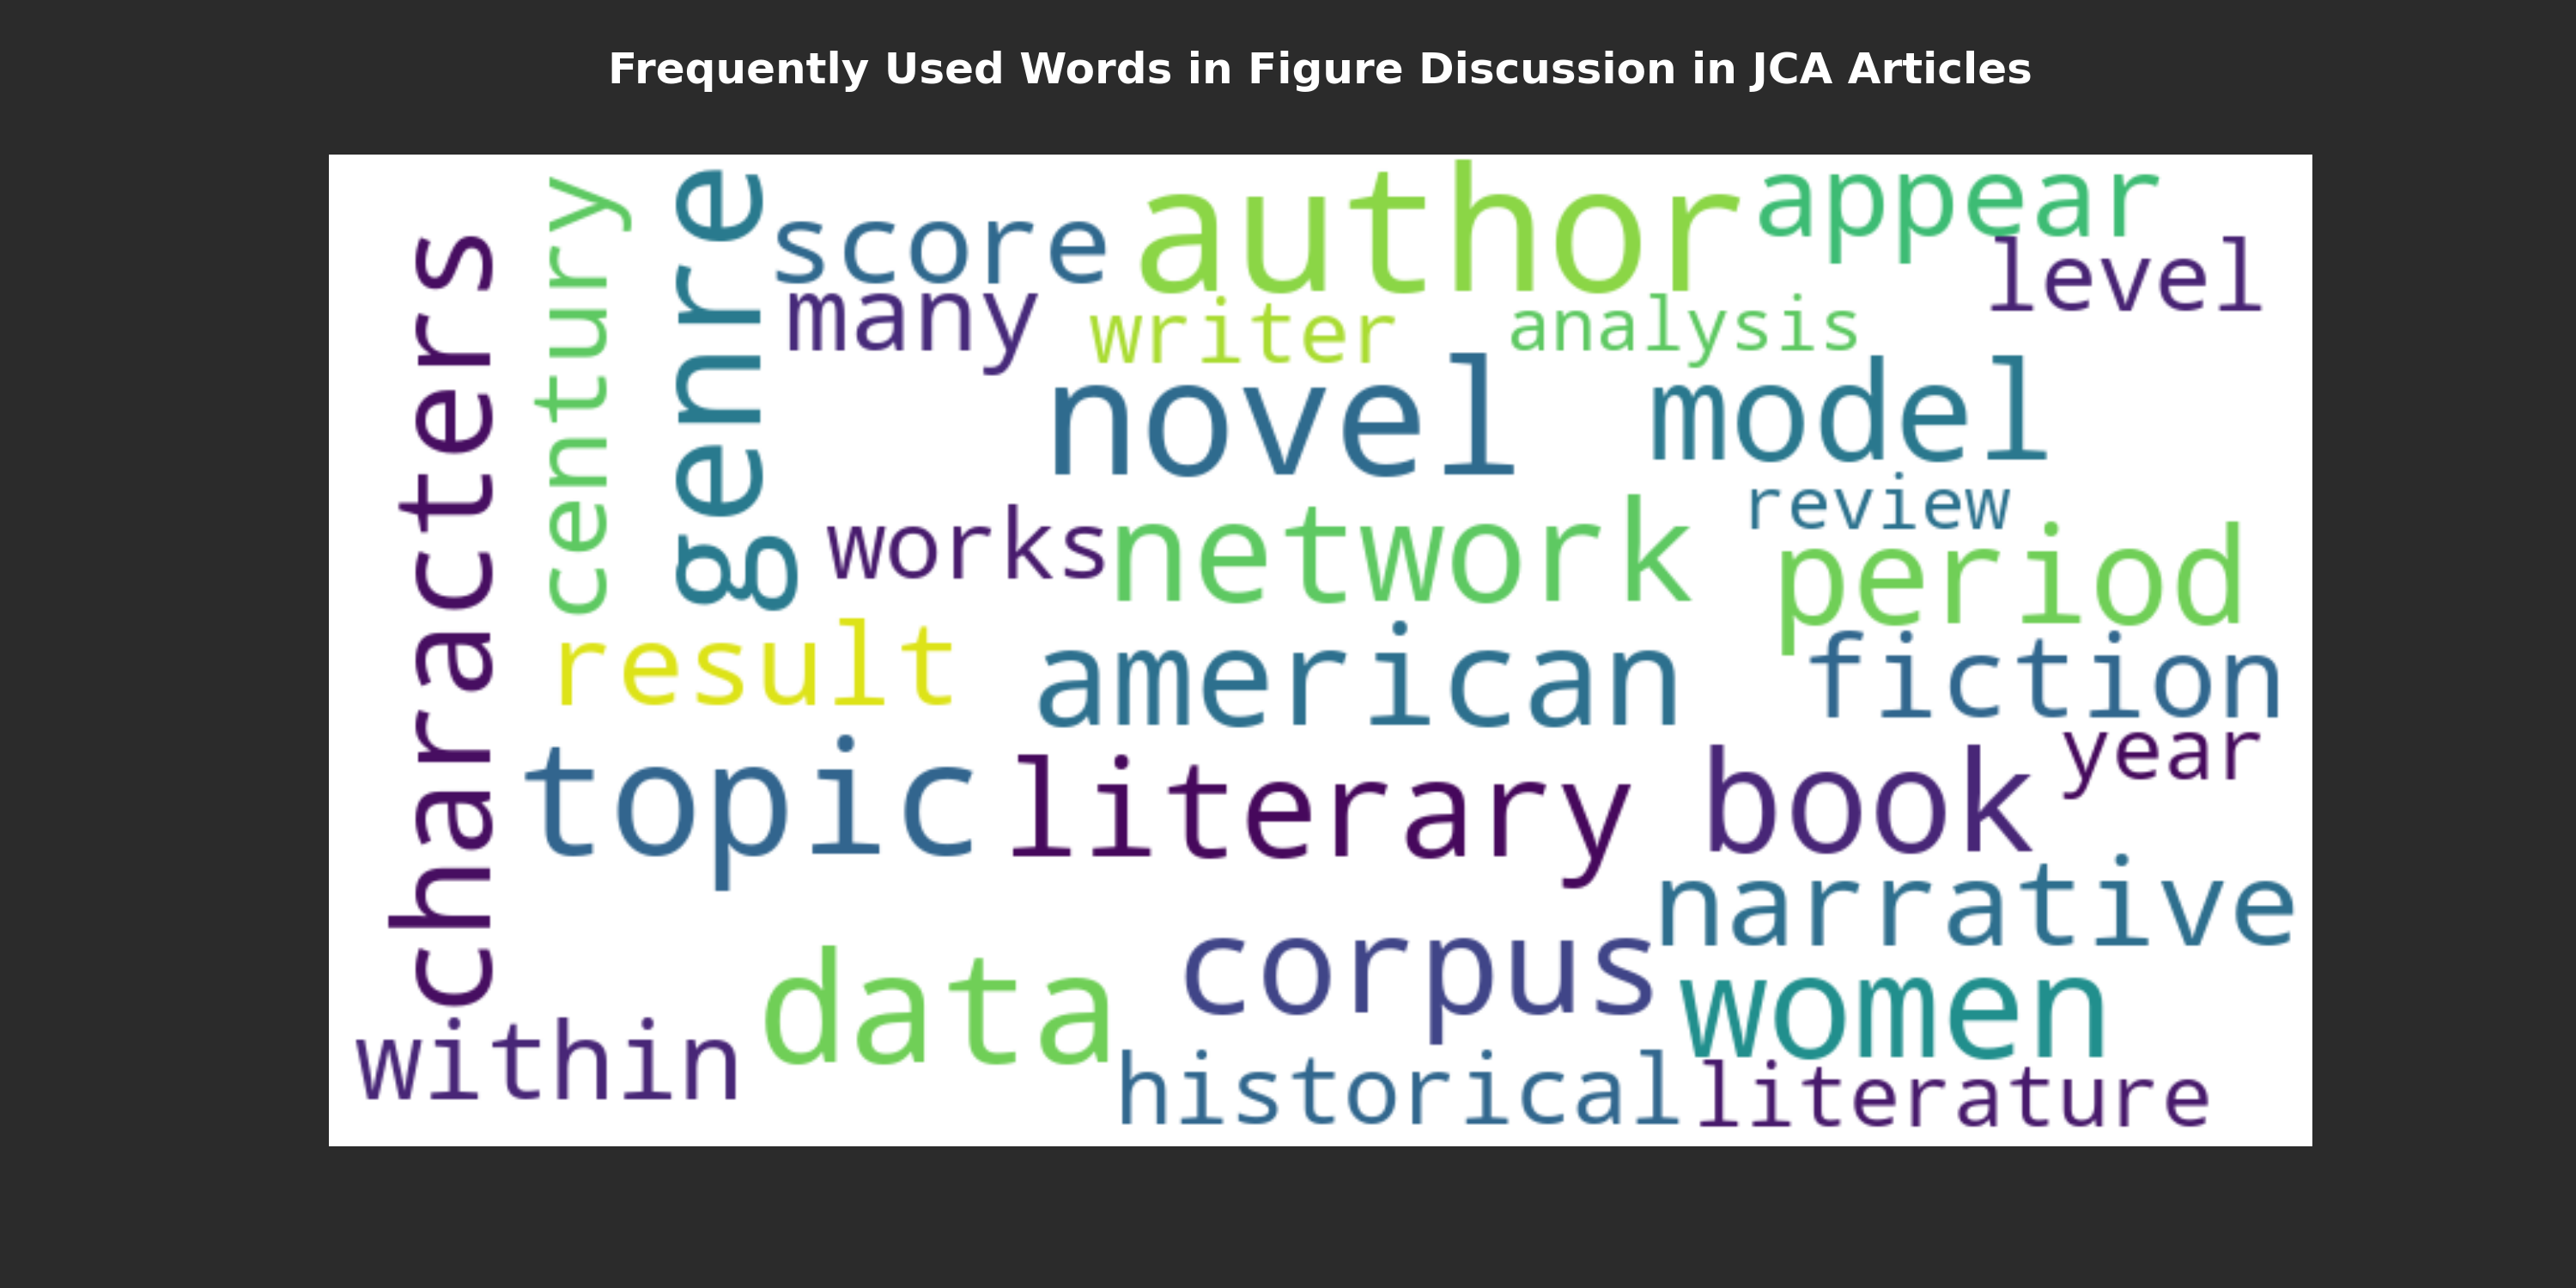 Frequently Used Words in Figure Discussion in JCA Articles
characters
century
genre
score
author
appear
level
many
writer
analysis
novel
model
review
works
network
period
result
american
fiction
year
topic
literary
book
narrative
data
corpus
women
within
historical
literature